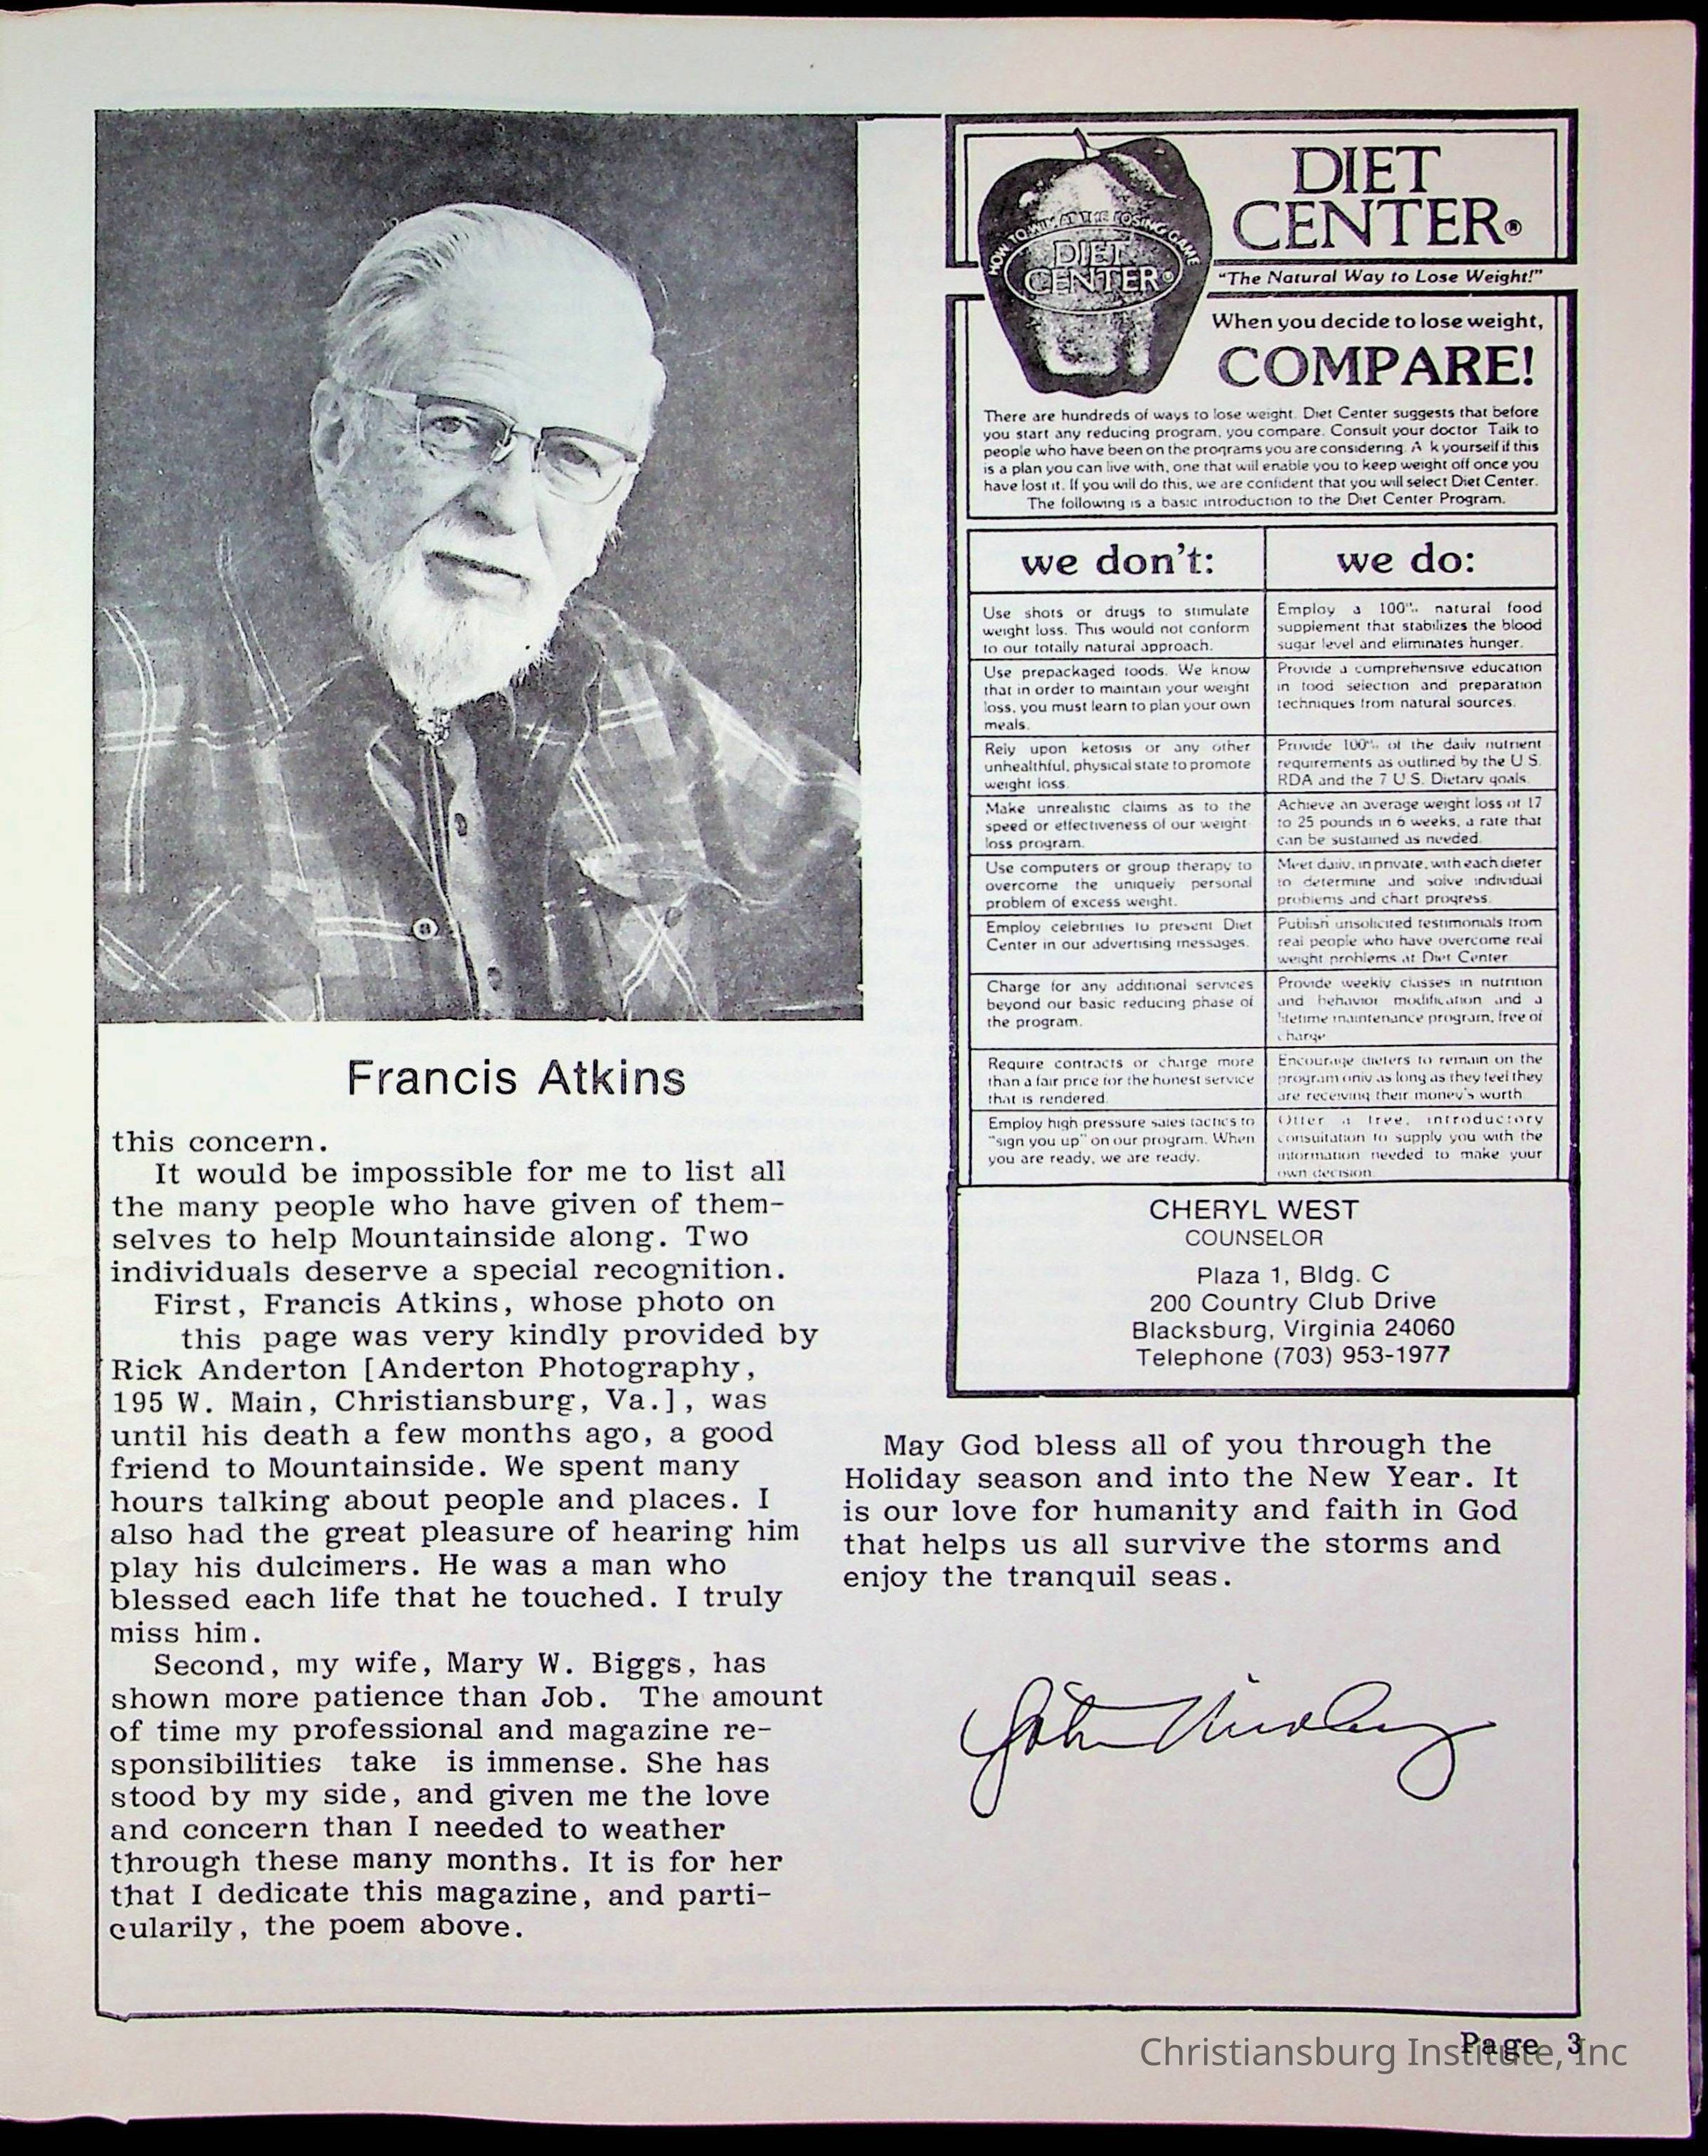 Francis Atkins
this concern.
It would be impossible for me to list all
the many people who have given of them-
selves to help Mountainside along. Two
individuals deserve a special recognition.
First, Francis Atkins, whose photo on
this page was very kindly provided by
Rick Anderton [Anderton Photography,
195 W. Main, Christiansburg, Va.], was
until his death a few months ago, a good
friend to Mountainside. We spent many
hours talking about people and places. I
also had the great pleasure of hearing him
play his dulcimers. He was a man who
blessed each life that he touched. I truly
miss him.
Second, my wife, Mary W. Biggs, has
shown more patience than Job. The amount
of time my professional and magazine re-
sponsibilities take is immense. She has
stood by my side, and given me the love
and concern than I needed to weather
through these many months. It is for her
that I dedicate this magazine, and parti-
cularily, the poem above.
DIET
CENTER®
HOW TO WIN AT THE LOSING GAME
DIET
CENTER®
"The Natural Way to Lose Weight!"
When you decide to lose weight,
COMPARE!
There are hundreds of ways to lose weight. Diet Center suggests that before
you start any reducing program, you compare. Consult your doctor. Talk to
people who have been on the programs you are considering. A k yourself if this
is a plan you can live with, one that will enable you to keep weight off once you
have lost it. If you will do this, we are confident that you will select Diet Center.
The following is a basic introduction to the Diet Center Program.
we don't:
we do:
Use shots or drugs to stimulate
weight loss. This would not conform
to our totally natural approach.
Employ a 100% natural food
supplement that stabilizes the blood
sugar level and eliminates hunger.
Use prepackaged foods. We know
that in order to maintain your weight
loss, you must learn to plan your own
meals.
Provide a comprehensive education
in food selection and preparation
techniques from natural sources.
Rely upon ketosis or any other
unhealthful, physical state to promote
weight loss.
Provide 100% of the daily nutrient
requirements as outlined by the U.S.
RDA and the 7 U.S. Dietary goals.
Make unrealistic claims as to the
speed or effectiveness of our weight
loss program.
Achieve an average weight loss of 17
to 25 pounds in 6 weeks, a rate that
can be sustained as needed.
Use computers or group therapy to
overcome the uniquely personal
problem of excess weight.
Meet daily, in private, with each dieter
to determine and solve individual
problems and chart progress.
Employ celebrities to present Diet
Center in our advertising messages.
Publish unsolicited testimonials from
real people who have overcome real
weight problems at Diet Center.
Charge for any additional services
beyond our basic reducing phase of
the program.
Provide weekly classes in nutrition
and behavior modification and a
lifetime maintenance program, free of
charge
Require contracts or charge more
than a fair price for the honest service
that is rendered.
Encourage dieters to remain on the
program only as long as they feel they
are receiving their money's worth
Employ high pressure sales tactics to
"sign you up" on our program. When
you are ready, we are ready.
Offer a free, introductory
consultation to supply you with the
information needed to make your
own decision.
CHERYL WEST
COUNSELOR
Plaza 1, Bldg. C
200 Country Club Drive
Blacksburg, Virginia 24060
Telephone (703) 953-1977
May God bless all of you through the
Holiday season and into the New Year. It
is our love for humanity and faith in God
that helps us all survive the storms and
enjoy the tranquil seas.
John
Page 3
Christiansburg Institute, Inc